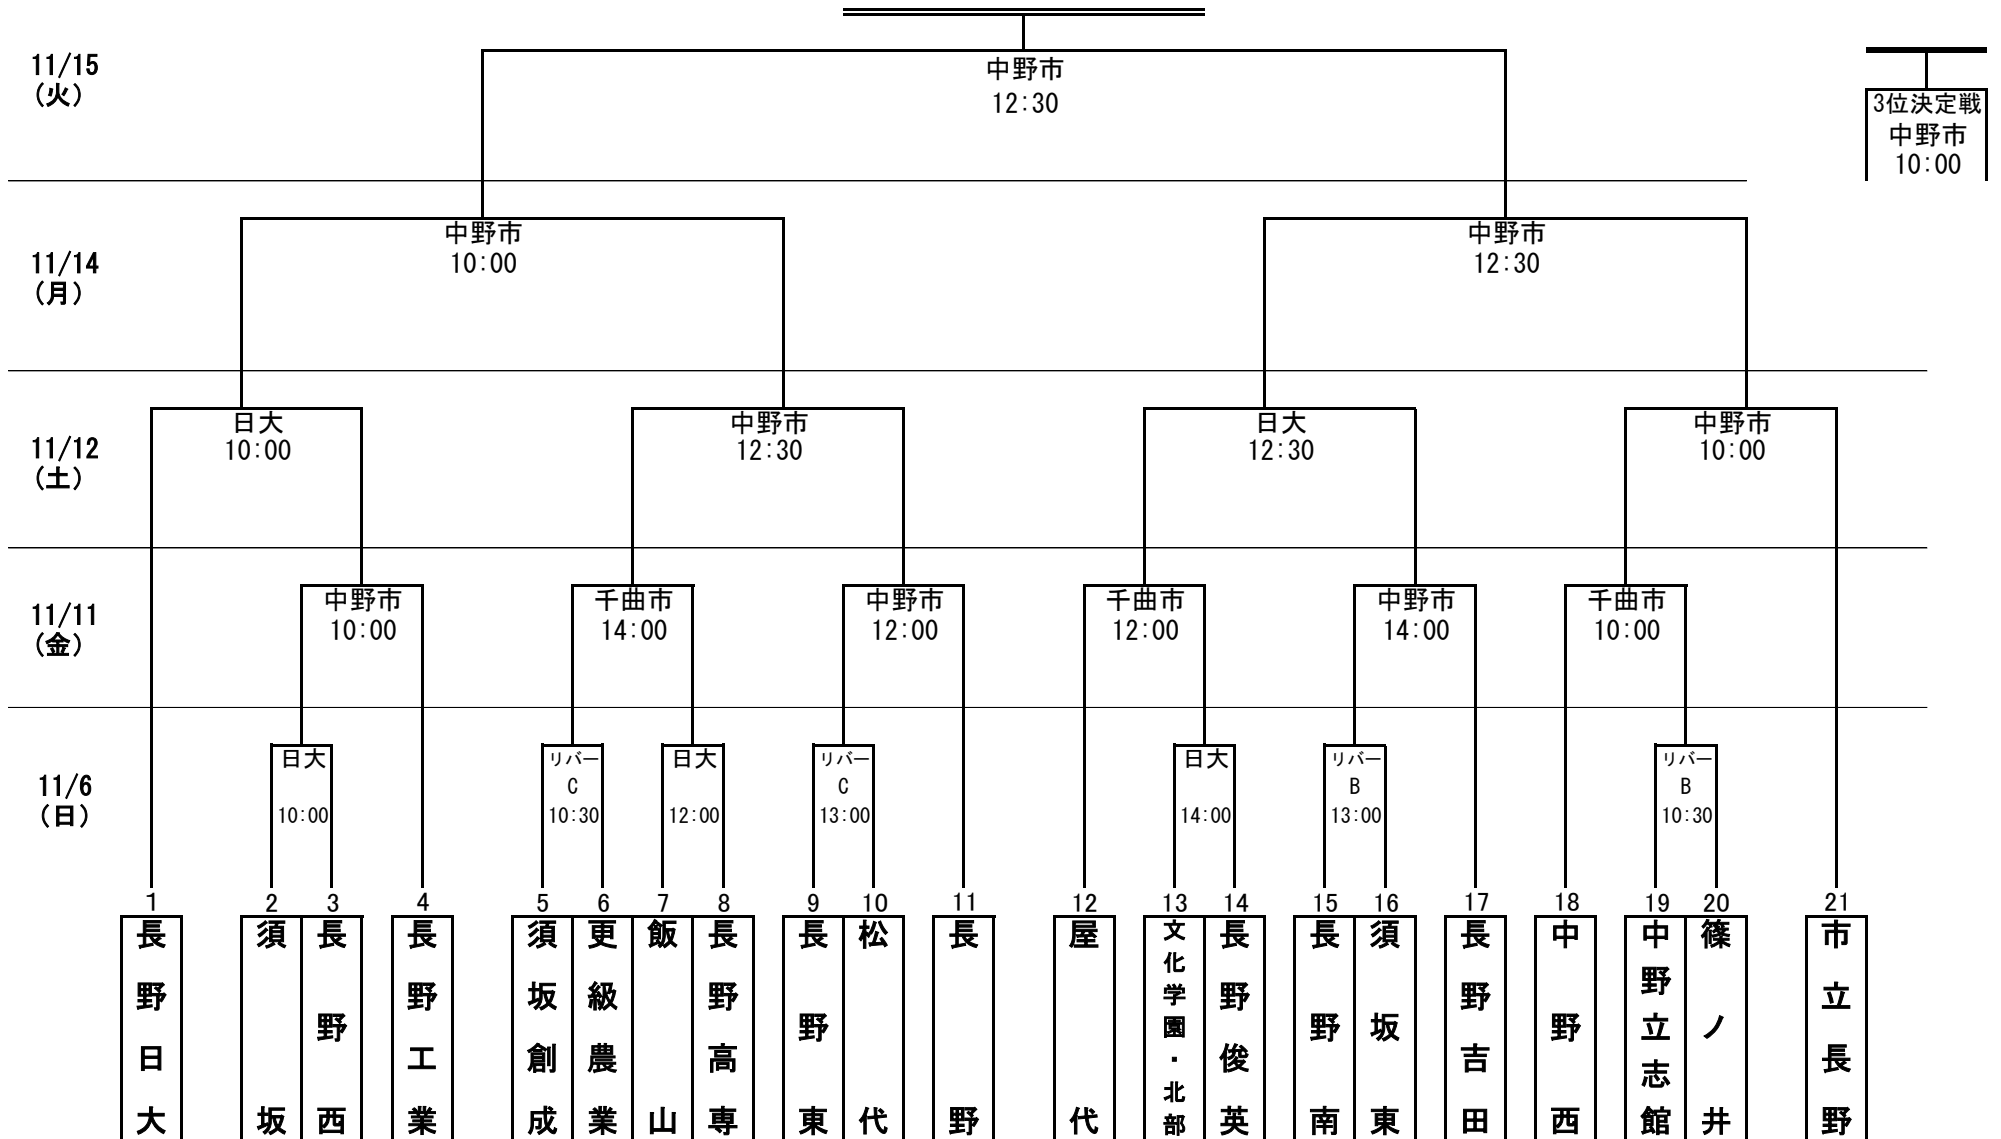 11/15
(火)
中野市
12:30
3位決定戦
中野市
10:00
11/14
(月)
中野市
10:00
中野市
12:30
11/12
(土)
日大
10:00
中野市
12:30
日大
12:30
中野市
10:00
11/11
(金)
中野市
10:00
千曲市
14:00
中野市
12:00
千曲市
12:00
中野市
14:00
千曲市
10:00
11/6
(日)
日大
10:00
リバー
C
10:30
日大
12:00
リバー
C
13:00
日大
14:00
リバー
B
13:00
リバー
B
10:30
1
長野日大
2
須坂
3
長野西
4
長野工業
5
須坂創成
6
更級農業
7
飯山
8
長野高専
9
長野東
10
松代
11
長野
12
屋代
13
文化学園・北部
14
長野俊英
15
長野南
16
須坂東
17
長野吉田
18
中野西
19
中野立志館
20
篠ノ井
21
市立長野